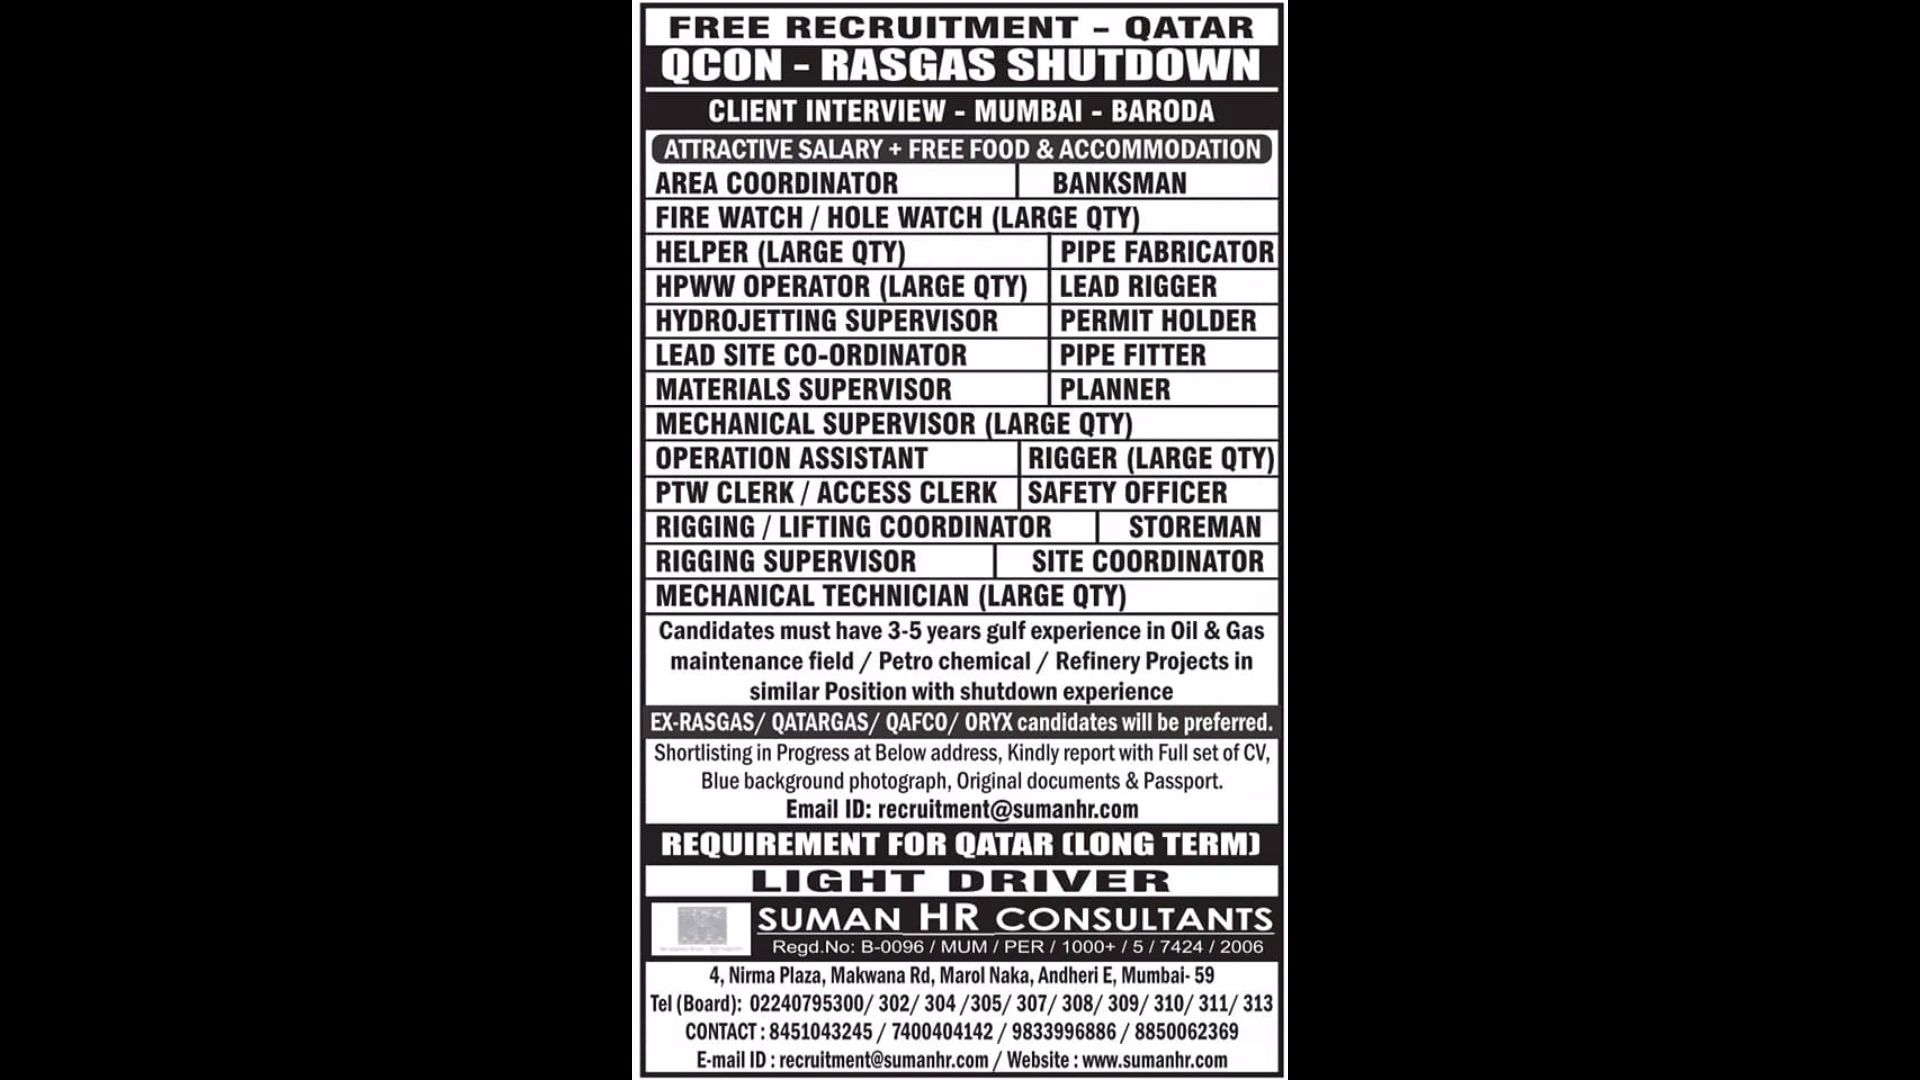 FREE RECRUITMENT - QATAR
QCON - RASGAS SHUTDOWN
CLIENT INTERVIEW - MUMBAI - BARODA
ATTRACTIVE SALARY + FREE FOOD & ACCOMMODATION
AREA COORDINATOR BANKSMAN
FIRE WATCH / HOLE WATCH (LARGE QTY)
HELPER (LARGE QTY) PIPE FABRICATOR
HPWW OPERATOR (LARGE QTY) LEAD RIGGER
HYDROJETTING SUPERVISOR PERMIT HOLDER
LEAD SITE CO-ORDINATOR PIPE FITTER
MATERIALS SUPERVISOR PLANNER
MECHANICAL SUPERVISOR (LARGE QTY)
OPERATION ASSISTANT RIGGER (LARGE QTY)
PTW CLERK / ACCESS CLERK SAFETY OFFICER
RIGGING / LIFTING COORDINATOR STOREMAN
RIGGING SUPERVISOR SITE COORDINATOR
MECHANICAL TECHNICIAN (LARGE QTY)
Candidates must have 3-5 years gulf experience in Oil & Gas
maintenance field / Petro chemical / Refinery Projects in
similar Position with shutdown experience
EX-RASGAS/ QATARGAS/ QAFCO/ ORYX candidates will be preferred.
Shortlisting in Progress at Below address, Kindly report with Full set of CV,
Blue background photograph, Original documents & Passport.
Email ID: recruitment@sumanhr.com
REQUIREMENT FOR QATAR (LONG TERM)
LIGHT DRIVER
SUMAN HR CONSULTANTS
Regd.No: B-0096 / MUM / PER / 1000+ / 5 / 7424 / 2006
4, Nirma Plaza, Makwana Rd, Marol Naka, Andheri E, Mumbai- 59
Tel (Board): 02240795300/ 302/ 304 /305/ 307/ 308/ 309/ 310/ 311/ 313
CONTACT : 8451043245 / 7400404142 / 9833996886 / 8850062369
E-mail ID : recruitment@sumanhr.com / Website : www.sumanhr.com